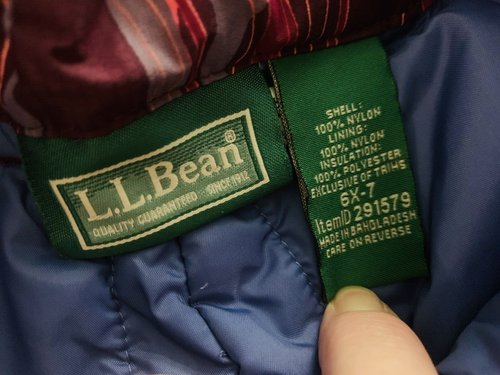 L.L.Bean®
QUALITY GUARANTEED SINCE 1912
SHELL:
100% NYLON
LINING:
100% NYLON
INSULATION:
100% POLYESTER
EXCLUSIVE OF TRIMS
6X-7
ItemID 291579
MADE IN BANGLADESH
CARE ON REVERSE